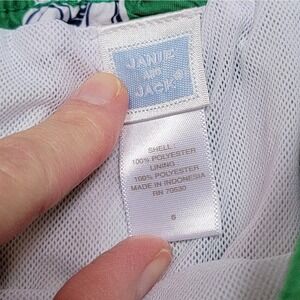 JANIE
AND
JACK®
SHELL:
100% POLYESTER
LINING:
100% POLYESTER
MADE IN INDONESIA
RN 70530
6